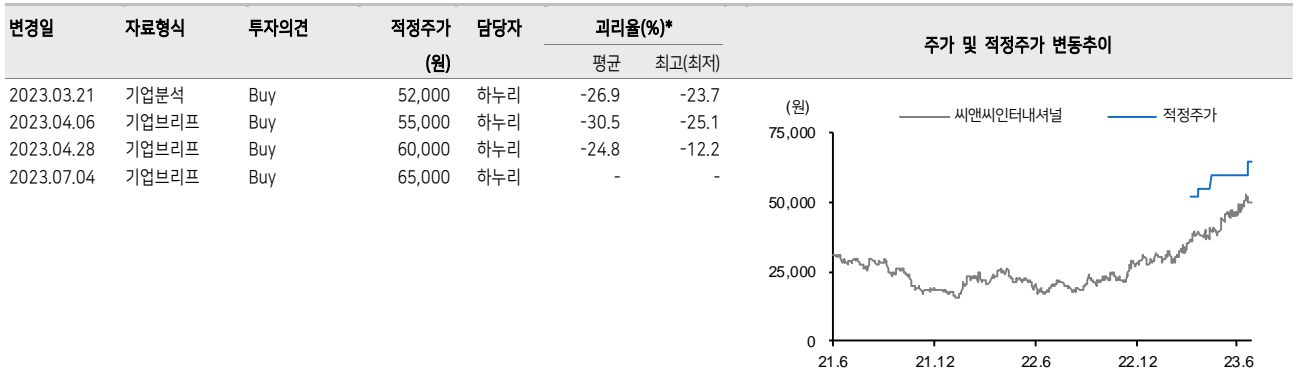 변경일 자료형식 투자의견 적정주가 담당자 괴리율(%)* 주가 및 적정주가 변동추이
(원) 평균 최고(최저)
2023.03.21 기업분석 Buy 52,000 하누리 -26.9 -23.7
2023.04.06 기업브리프 Buy 55,000 하누리 -30.5 -25.1
2023.04.28 기업브리프 Buy 60,000 하누리 -24.8 -12.2
2023.07.04 기업브리프 Buy 65,000 하누리 - -
(원) 씨앤씨인터내셔널 적정주가
75,000
50,000
25,000
0
21.6 21.12 22.6 22.12 23.6